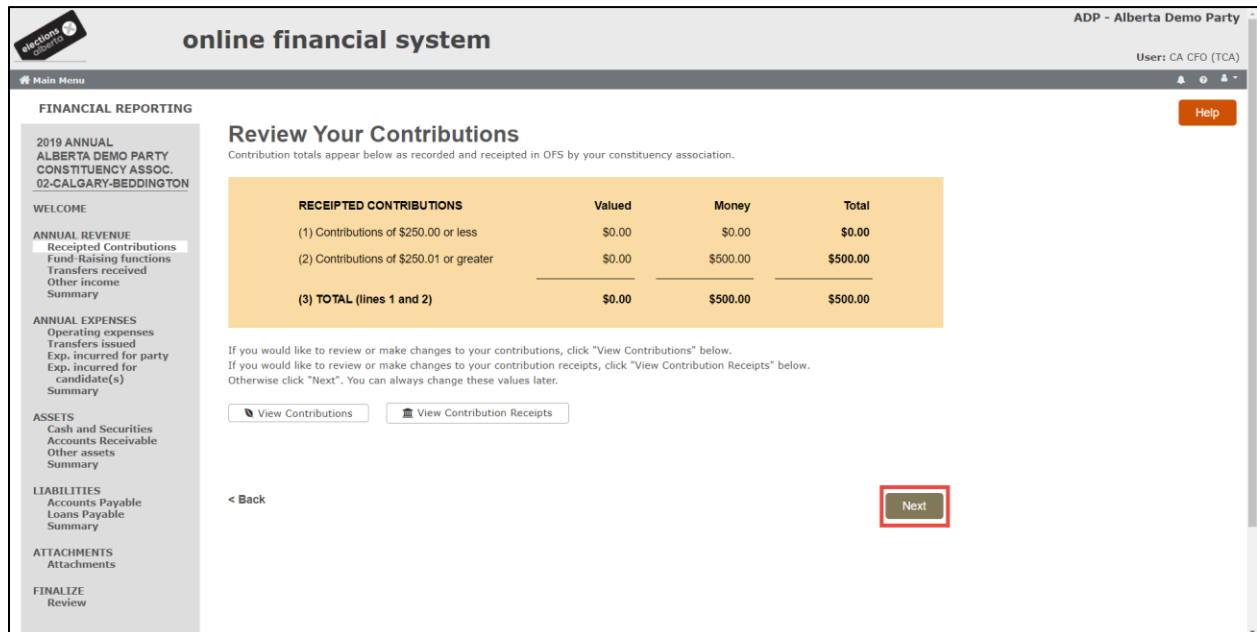 ADP - Alberta Demo Party
elections
alberta
online financial system
User: CA CFO (TCA)
Main Menu
FINANCIAL REPORTING
Help
2019 ANNUAL
ALBERTA DEMO PARTY
CONSTITUENCY ASSOC.
02-CALGARY-BEDDINGTON
WELCOME
ANNUAL REVENUE
Receipted Contributions
Fund-Raising functions
Transfers received
Other income
Summary
ANNUAL EXPENSES
Operating expenses
Transfers issued
Exp. incurred for party
Exp. incurred for
candidate(s)
Summary
ASSETS
Cash and Securities
Accounts Receivable
Other assets
Summary
LIABILITIES
Accounts Payable
Loans Payable
Summary
ATTACHMENTS
Attachments
FINALIZE
Review
Review Your Contributions
Contribution totals appear below as recorded and receipted in OFS by your constituency association.
RECEIPTED CONTRIBUTIONS Valued Money Total
(1) Contributions of $250.00 or less $0.00 $0.00 $0.00
(2) Contributions of $250.01 or greater $0.00 $500.00 $500.00
(3) TOTAL (lines 1 and 2) $0.00 $500.00 $500.00
If you would like to review or make changes to your contributions, click "View Contributions" below.
If you would like to review or make changes to your contribution receipts, click "View Contribution Receipts" below.
Otherwise click "Next". You can always change these values later.
View Contributions View Contribution Receipts
< Back Next